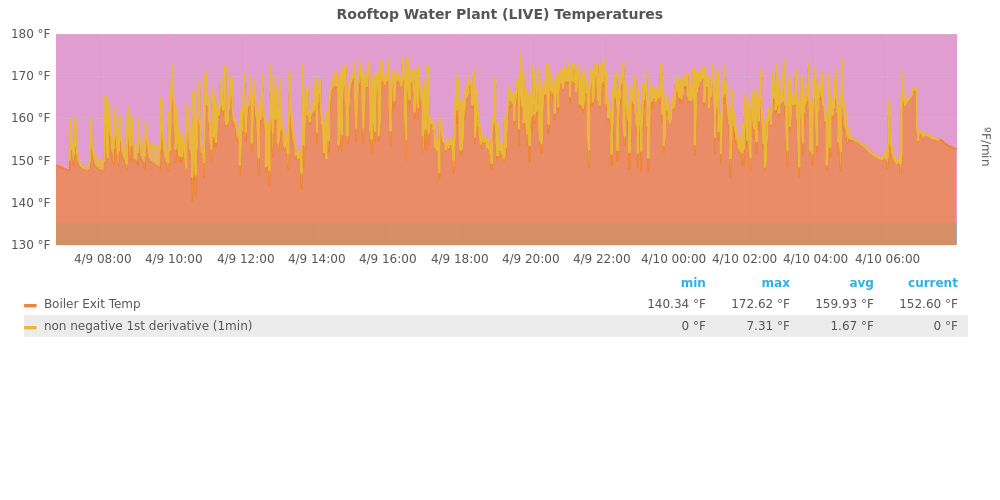 Rooftop Water Plant (LIVE) Temperatures
180 °F
170 °F
160 °F
150 °F
140 °F
130 °F
ºF/min
4/9 08:00 4/9 10:00 4/9 12:00 4/9 14:00 4/9 16:00 4/9 18:00 4/9 20:00 4/9 22:00 4/10 00:00 4/10 02:00 4/10 04:00 4/10 06:00
min max avg current
Boiler Exit Temp 140.34 °F 172.62 °F 159.93 °F 152.60 °F
non negative 1st derivative (1min) 0 °F 7.31 °F 1.67 °F 0 °F